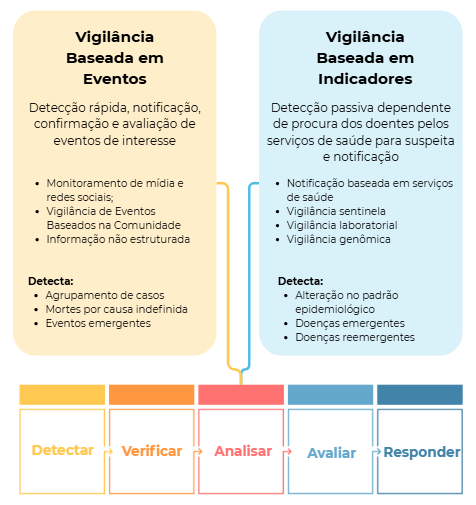 Vigilância
Baseada em
Eventos
Detecção rápida, notificação,
confirmação e avaliação de
eventos de interesse
• Monitoramento de mídia e
redes sociais;
• Vigilância de Eventos
Baseados na Comunidade
• Informação não estruturada
Detecta:
• Agrupamento de casos
• Mortes por causa indefinida
• Eventos emergentes
Vigilância
Baseada em
Indicadores
Detecção passiva dependente
de procura dos doentes pelos
serviços de saúde para suspeita
e notificação
• Notificação baseada em serviços
de saúde
• Vigilância sentinela
• Vigilância laboratorial
• Vigilância genômica
Detecta:
• Alteração no padrão
epidemiológico
• Doenças emergentes
• Doenças reemergentes
Detectar
Verificar
Analisar
Avaliar
Responder